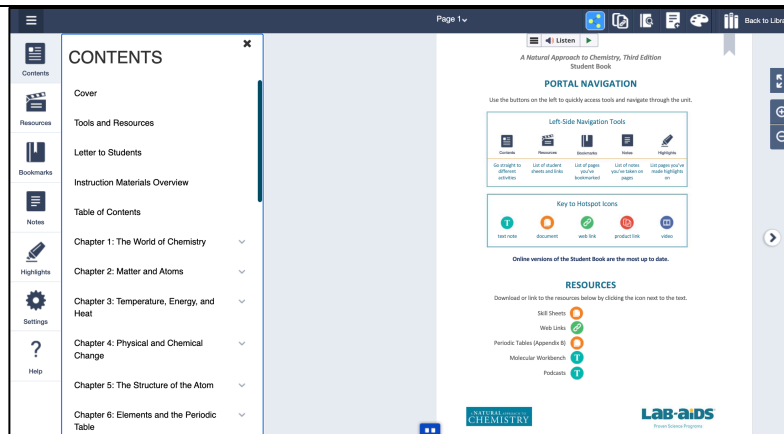 Page 1
Back to Libra
Contents
Resources
Bookmarks
Notes
Highlights
Settings
?
Help
CONTENTS
Cover
Tools and Resources
Letter to Students
Instruction Materials Overview
Table of Contents
Chapter 1: The World of Chemistry
Chapter 2: Matter and Atoms
Chapter 3: Temperature, Energy, and
Heat
Chapter 4: Physical and Chemical
Change
Chapter 5: The Structure of the Atom
Chapter 6: Elements and the Periodic
Table
Listen
A Natural Approach to Chemistry, Third Edition
Student Book
PORTAL NAVIGATION
Use the buttons on the left to quickly access tools and navigate through the unit.
Left-Side Navigation Tools
Contents Resources Bookmarks Notes Highlights
Go straight to different activities
List of student sheets and links
List of pages you've bookmarked
List of notes you've taken on pages
List pages you've made highlights on
Key to Hotspot Icons
T
text note document web link product link video
Online versions of the Student Book are the most up to date.
RESOURCES
Download or link to the resources below by clicking the icon next to the text.
Skill Sheets
Web Links
Periodic Tables (Appendix B)
Molecular Workbench T
Podcasts T
A NATURAL APPROACH TO
CHEMISTRY
LaB-aiDS
Proven Science Programs